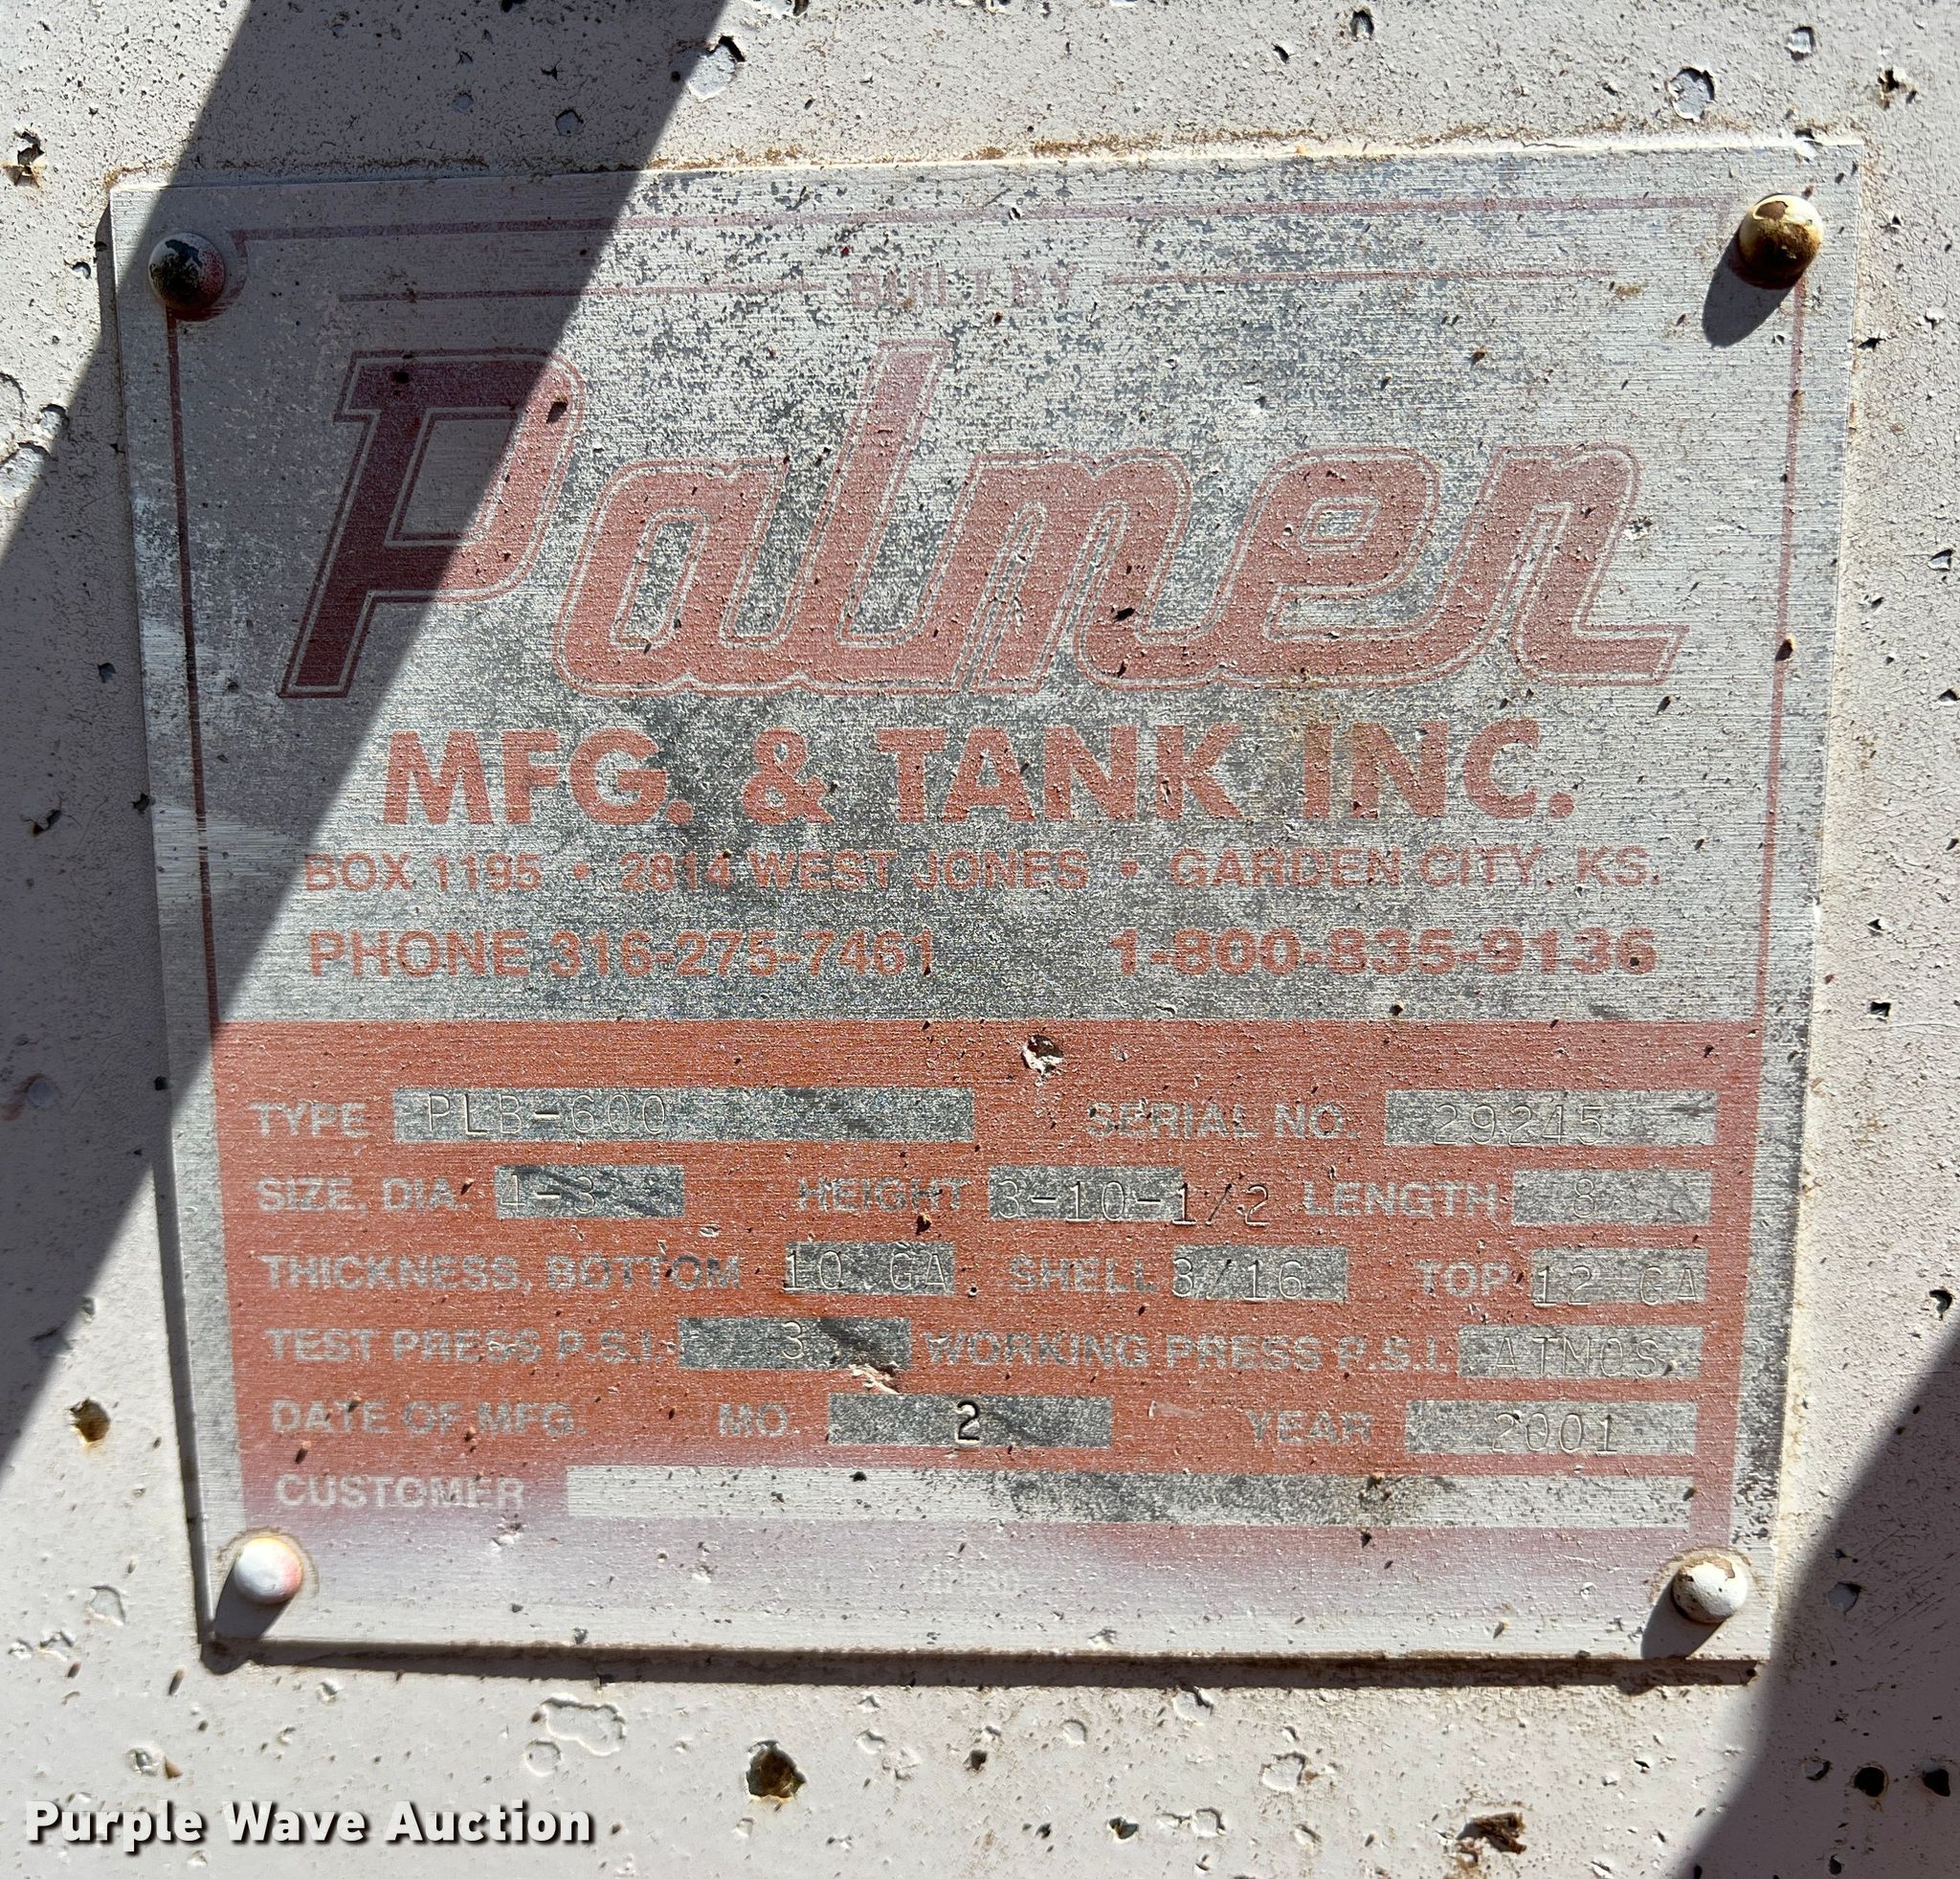 BUILT BY
Palmer
MFG. & TANK INC.
BOX 1195 • 2814 WEST JONES • GARDEN CITY, KS.
PHONE 316-275-7461 1-800-835-9136
TYPE PLB-600 SERIAL NO. 29245
SIZE, DIA. 4-3 HEIGHT 3-10-1/2 LENGTH 8
THICKNESS, BOTTOM 10 GA SHELL 3/16 TOP 12 GA
TEST PRESS P.S.I. 3 WORKING PRESS P.S.I. ATMOS
DATE OF MFG. MO. 2 YEAR 2001
CUSTOMER
Purple Wave Auction